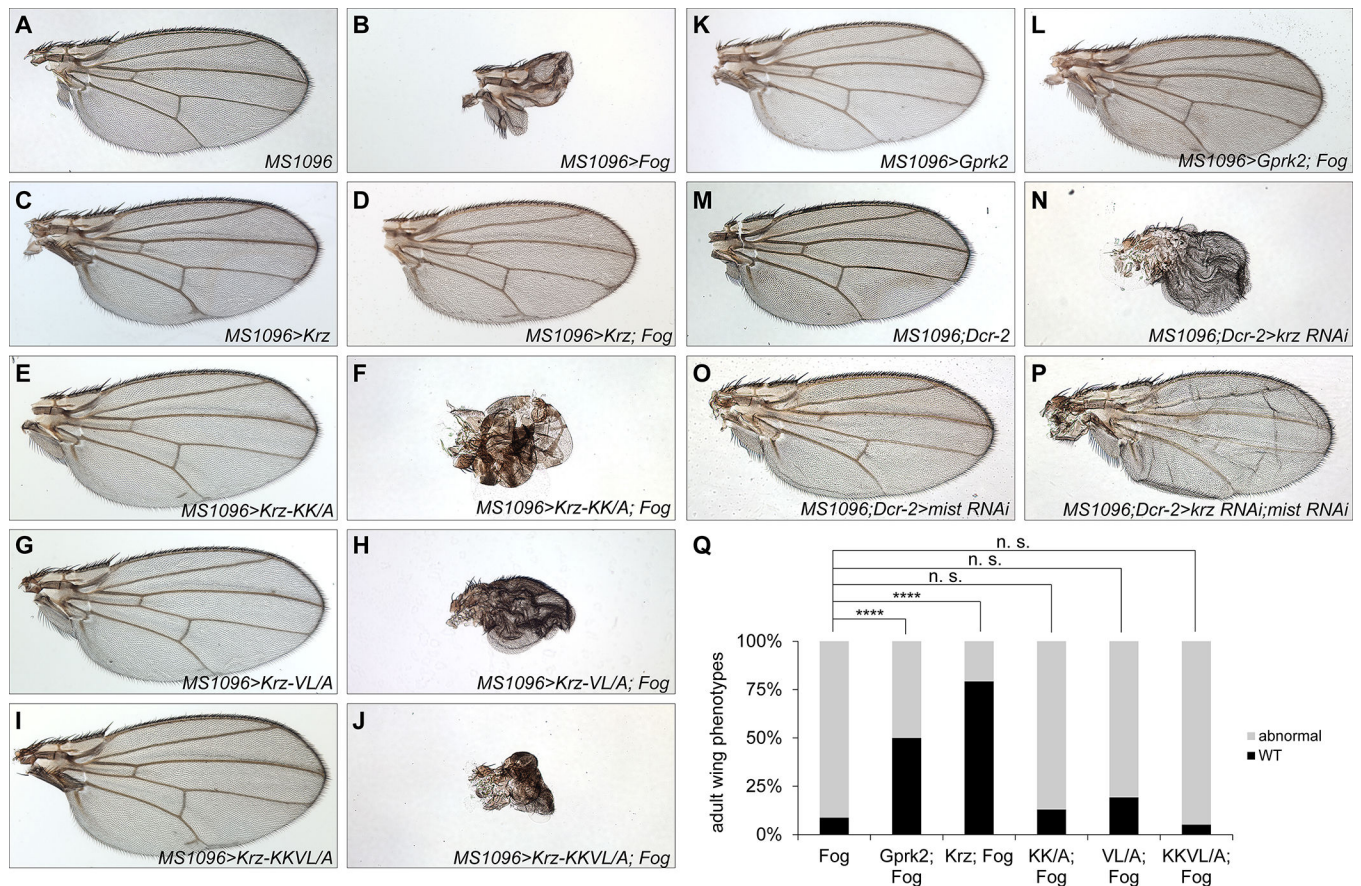 A
MS1096
B
MS1096>Fog
K
MS1096>Gprk2
L
MS1096>Gprk2; Fog
C
MS1096>Krz
D
MS1096>Krz; Fog
M
MS1096;Dcr-2
N
MS1096;Dcr-2>krz RNAi
E
MS1096>Krz-KK/A
F
MS1096>Krz-KK/A; Fog
O
MS1096;Dcr-2>mist RNAi
P
MS1096;Dcr-2>krz RNAi;mist RNAi
G
MS1096>Krz-VL/A
H
MS1096>Krz-VL/A; Fog
I
MS1096>Krz-KKVL/A
J
MS1096>Krz-KKVL/A; Fog
Q
n. s.
n. s.
n. s.
****
****
100%
75%
50%
25%
0%
adult wing phenotypes
abnormal
WT
Fog
Gprk2;
Fog
Krz; Fog
KK/A;
Fog
VL/A;
Fog
KKVL/A;
Fog